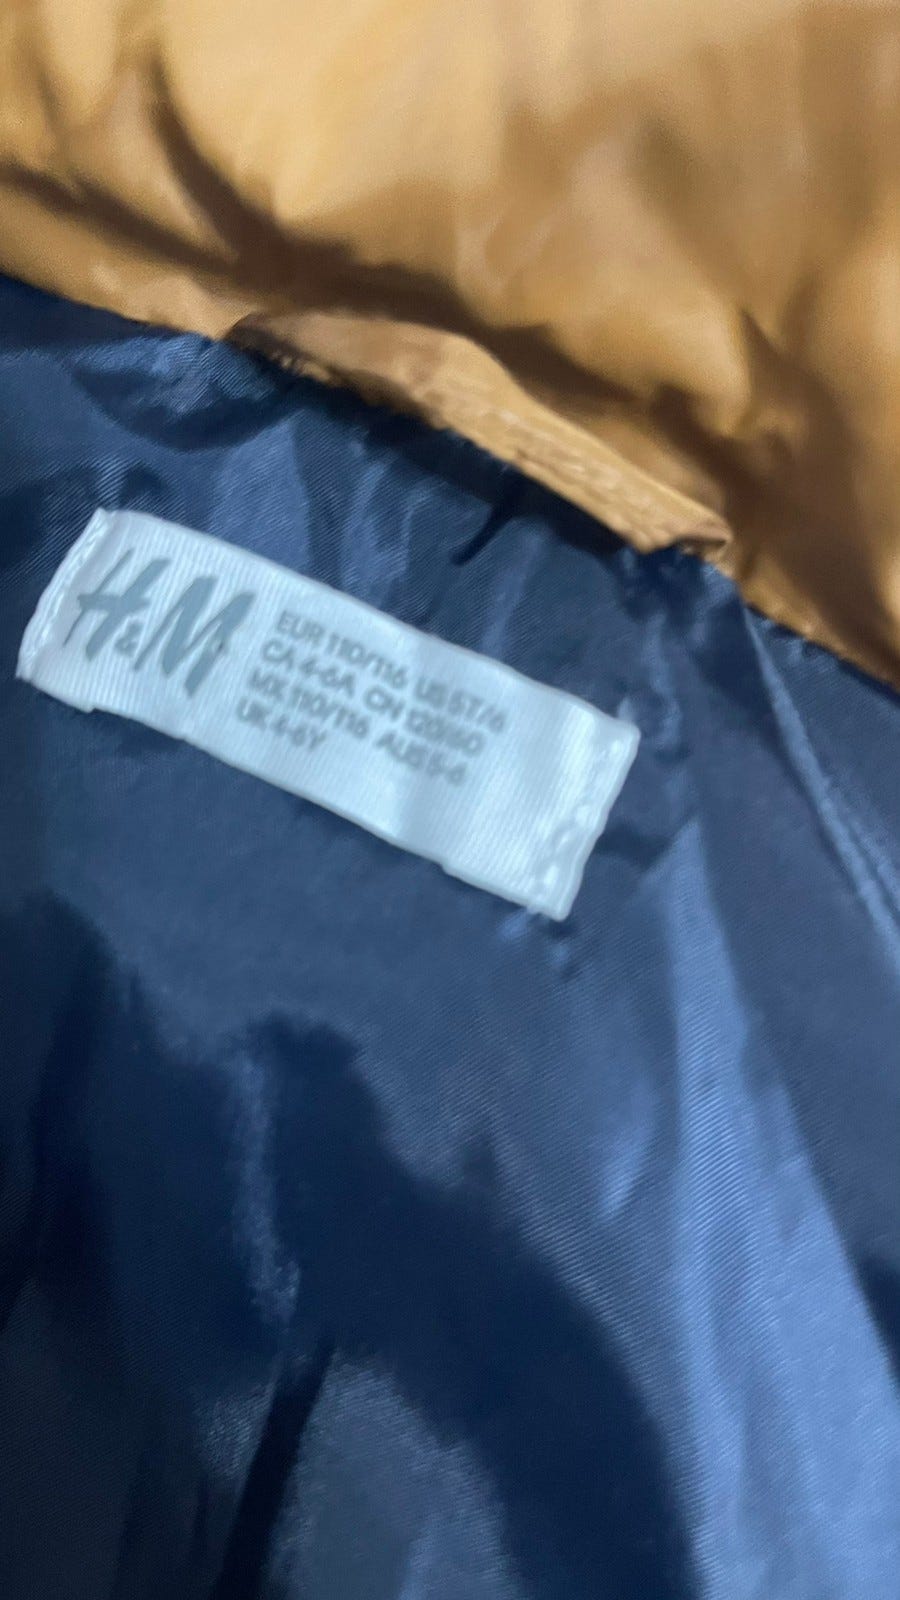 H&M
EUR 110/116 US 5T/6
CA 4-6A CN 120/60
MX 110/116 AUS 5-6
UK 4-6Y